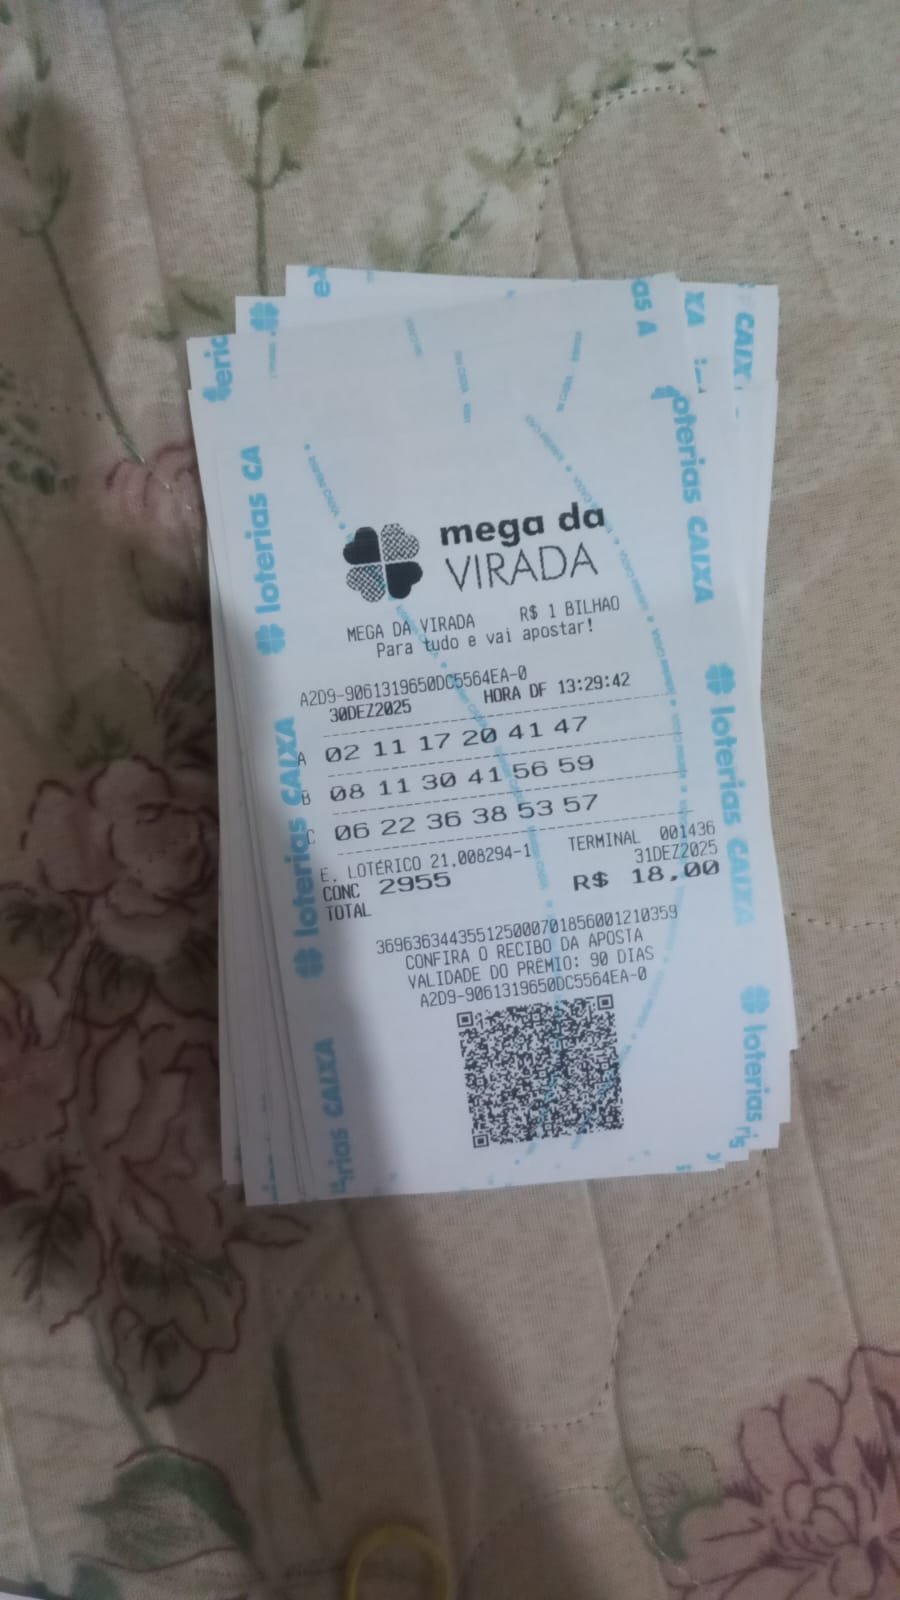 mega da
VIRADA
MEGA DA VIRADA R$ 1 BILHAO
Para tudo e vai apostar!
A2D9-9061319650DC5564EA-0
30DEZ2025 HORA DF 13:29:42
A 02 11 17 20 41 47
B 08 11 30 41 56 59
C 06 22 36 38 53 57
E. LOTÉRICO 21.008294-1 TERMINAL 001436
CONC 2955 31DEZ2025
TOTAL R$ 18,00
CONFIRA O RECIBO DA APOSTA
VALIDADE DO PRÊMIO: 90 DIAS
A2D9-9061319650DC5564EA-0
loterias CA
loterias CAIXA
rias CAIXA
loterias CAIXA
loterias CAIXA
loterias